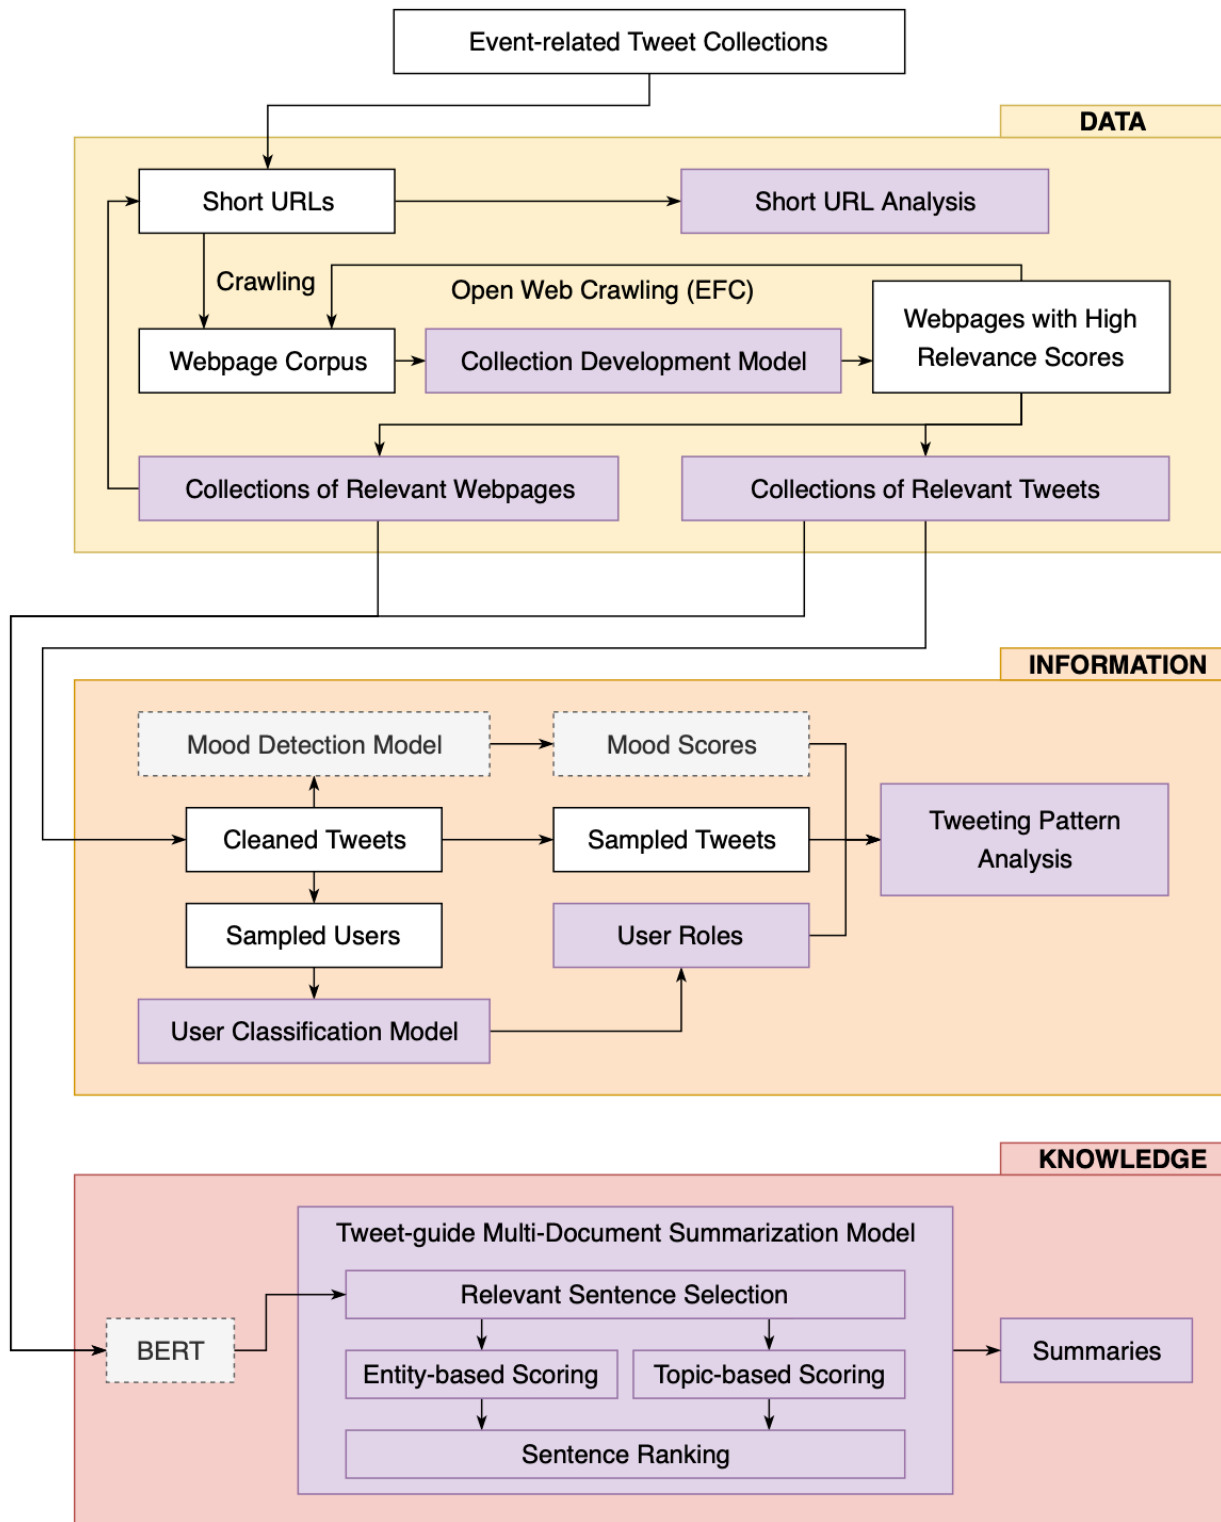 Event-related Tweet Collections
DATA
Short URLs
Short URL Analysis
Crawling
Open Web Crawling (EFC)
Webpage Corpus
Collection Development Model
Webpages with High
Relevance Scores
Collections of Relevant Webpages
Collections of Relevant Tweets
INFORMATION
Mood Detection Model
Mood Scores
Cleaned Tweets
Sampled Tweets
Tweeting Pattern
Analysis
Sampled Users
User Roles
User Classification Model
KNOWLEDGE
Tweet-guide Multi-Document Summarization Model
Relevant Sentence Selection
BERT
Entity-based Scoring
Topic-based Scoring
Summaries
Sentence Ranking